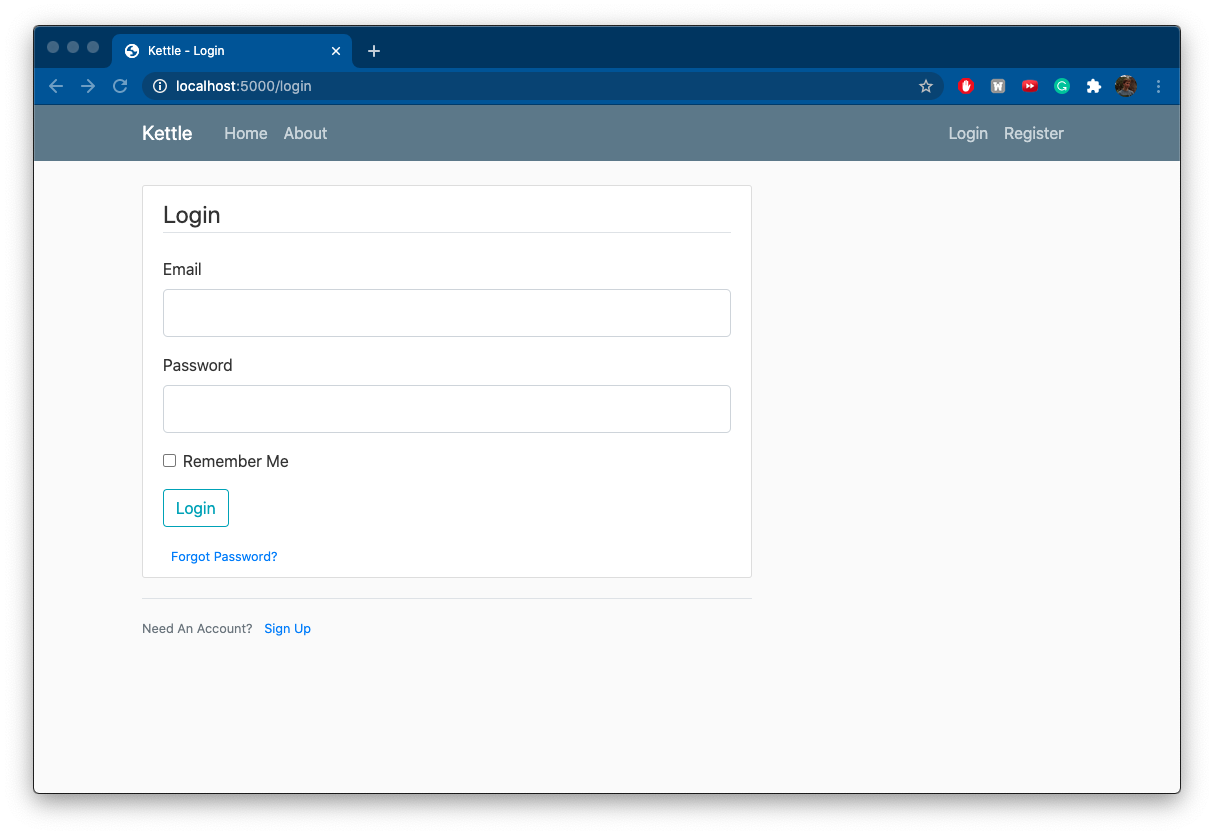 Kettle - Login
localhost:5000/login
Kettle Home About Login Register
Login
Email
Password
Remember Me
Login
Forgot Password?
Need An Account? Sign Up